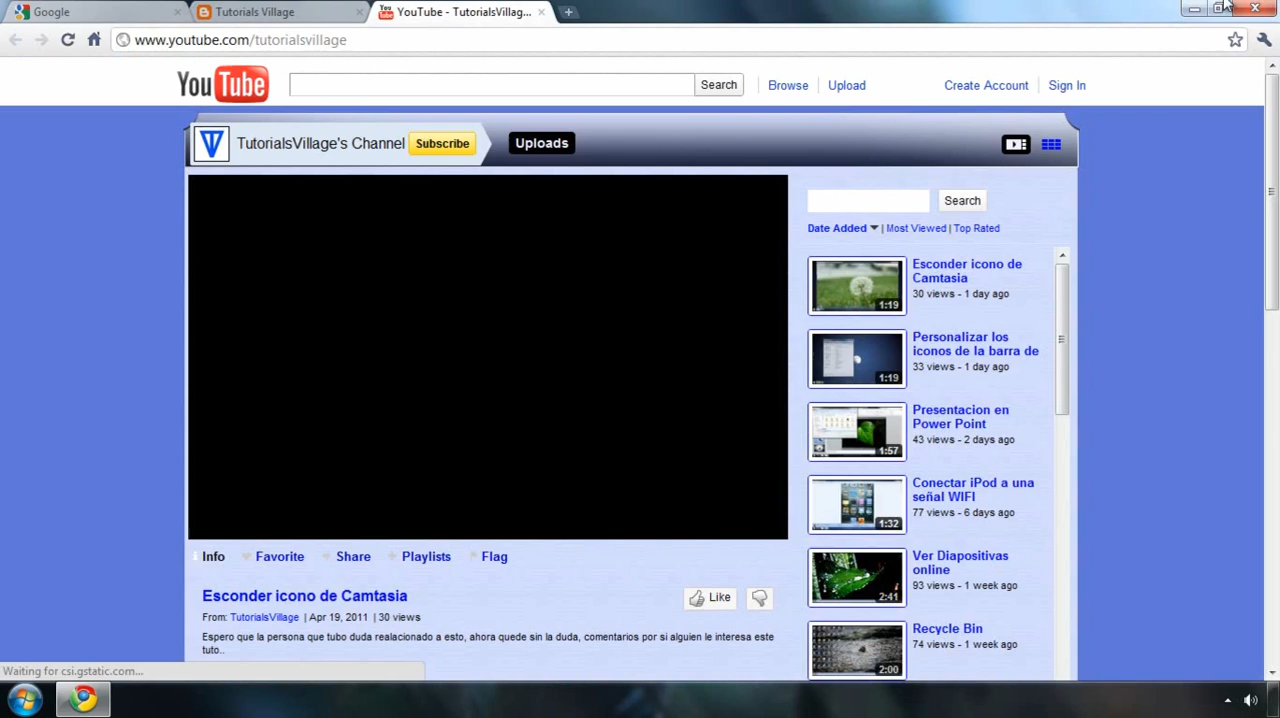 Google
Tutorials Village
YouTube - TutorialsVillag...
www.youtube.com/tutorialsvillage
YouTube
Search
Browse
Upload
Create Account
Sign In
TutorialsVillage's Channel
Subscribe
Uploads
Search
Date Added | Most Viewed | Top Rated
Esconder icono de
Camtasia
30 views - 1 day ago
1:19
Personalizar los
iconos de la barra de
33 views - 1 day ago
1:19
Presentacion en
Power Point
43 views - 2 days ago
1:57
Conectar iPod a una
señal WIFI
77 views - 6 days ago
1:32
Ver Diapositivas
online
93 views - 1 week ago
2:41
Recycle Bin
74 views - 1 week ago
2:00
Info
Favorite
Share
Playlists
Flag
Esconder icono de Camtasia
Like
From: TutorialsVillage | Apr 19, 2011 | 30 views
Espero que la persona que tubo duda realacionado a esto, ahora quede sin la duda, comentarios por si alguien le interesa este
tuto..
Waiting for csi.gstatic.com...